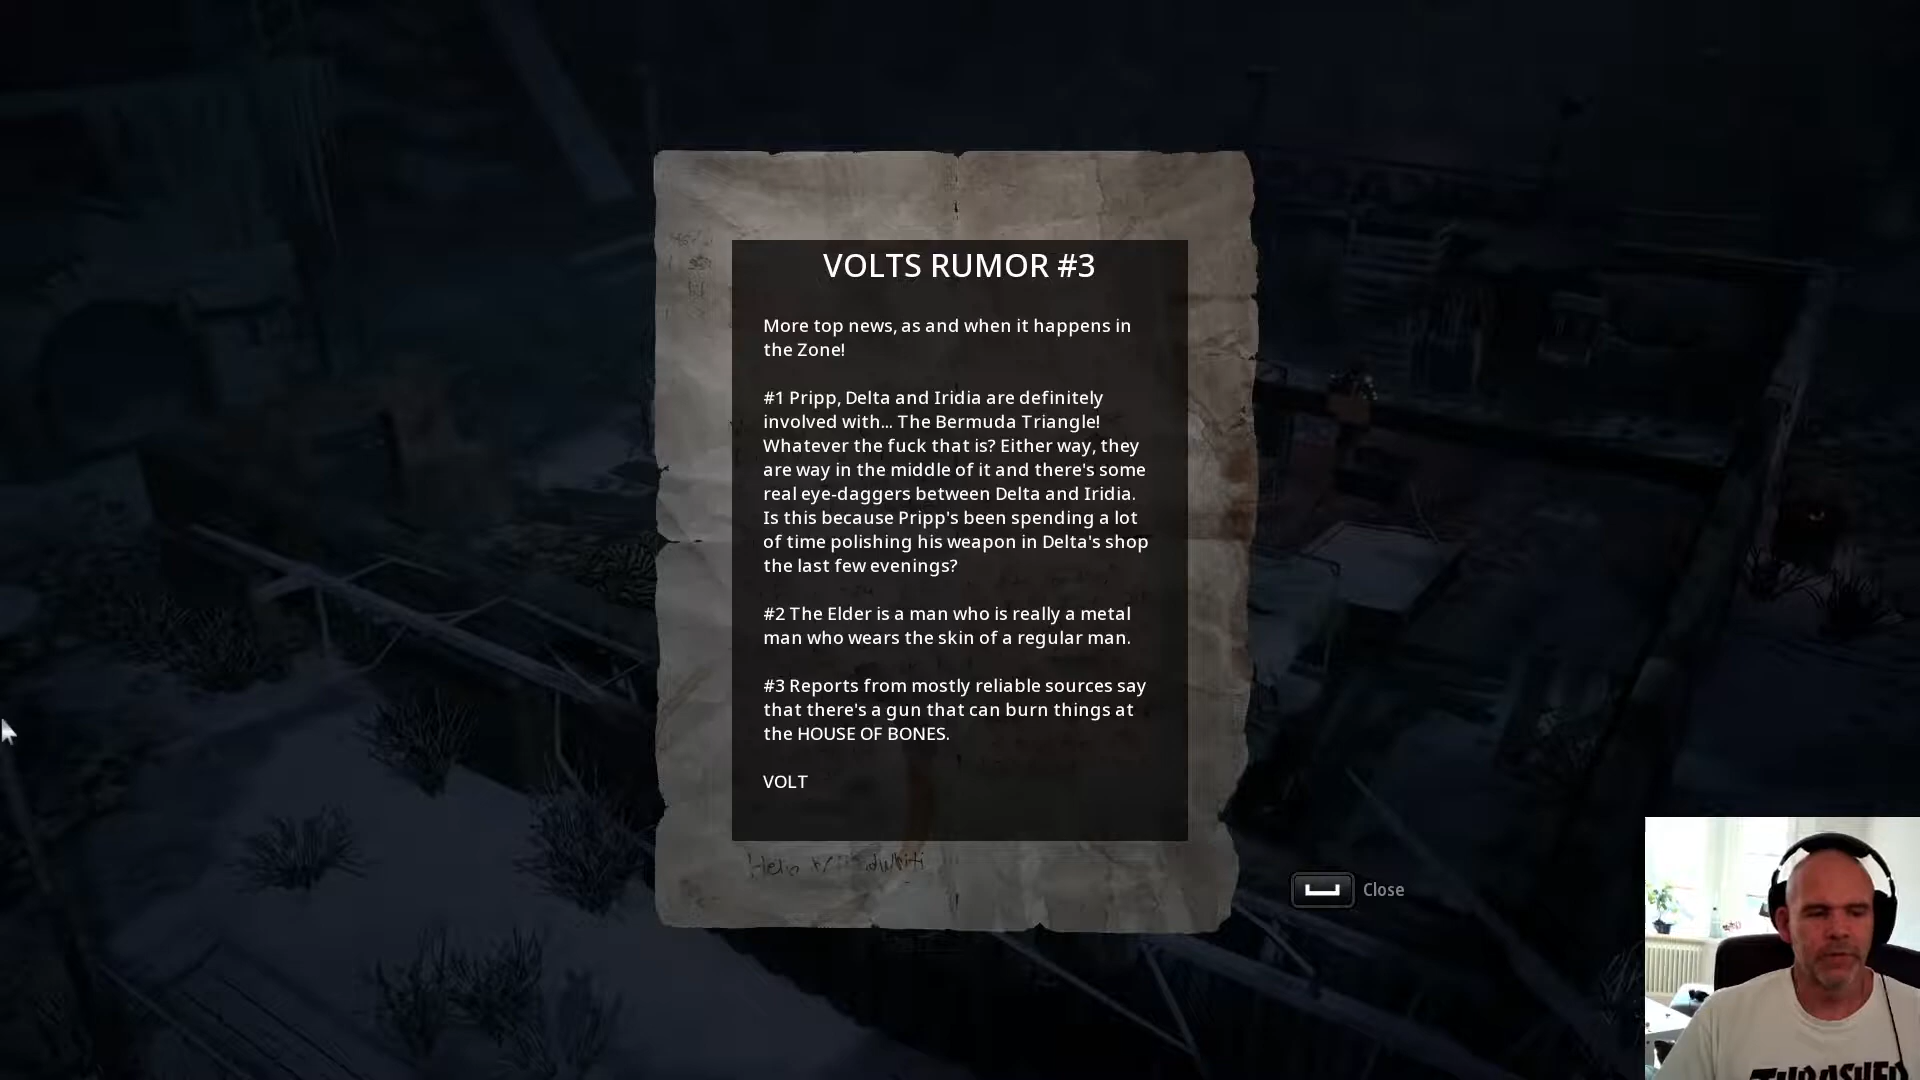 VOLTS RUMOR #3
More top news, as and when it happens in
the Zone!
#1 Pripp, Delta and Iridia are definitely
involved with... The Bermuda Triangle!
Whatever the fuck that is? Either way, they
are way in the middle of it and there's some
real eye-daggers between Delta and Iridia.
Is this because Pripp's been spending a lot
of time polishing his weapon in Delta's shop
the last few evenings?
#2 The Elder is a man who is really a metal
man who wears the skin of a regular man.
#3 Reports from mostly reliable sources say
that there's a gun that can burn things at
the HOUSE OF BONES.
VOLT
Close
THRASHER